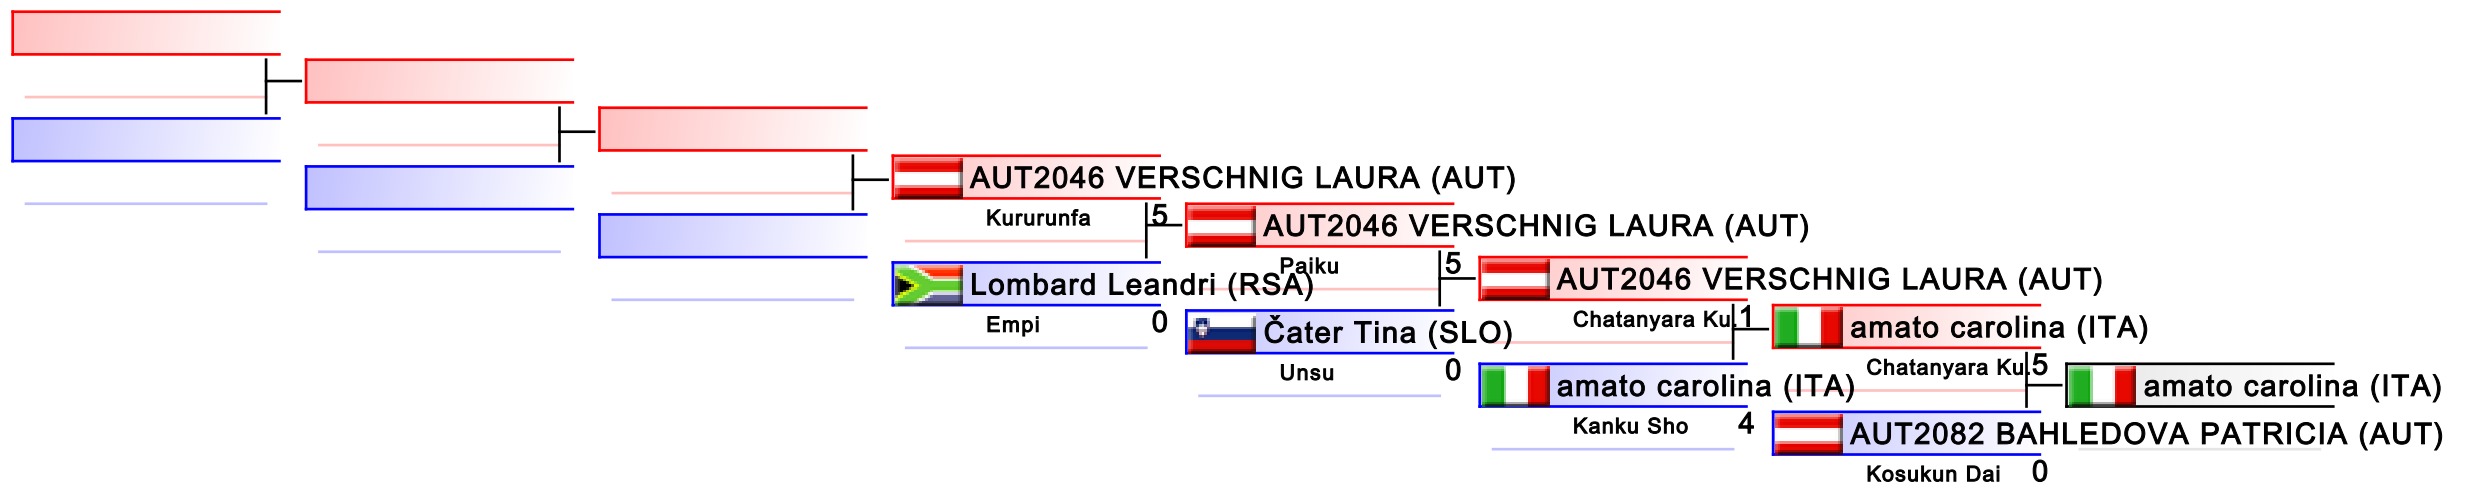 AUT2046 VERSCHNIG LAURA (AUT)
Kururunfa
5
Lombard Leandri (RSA)
Empi
0
AUT2046 VERSCHNIG LAURA (AUT)
Paiku
5
Čater Tina (SLO)
Unsu
0
AUT2046 VERSCHNIG LAURA (AUT)
Chatanyara Ku.
1
amato carolina (ITA)
Kanku Sho
4
amato carolina (ITA)
Chatanyara Ku.
5
AUT2082 BAHLEDOVA PATRICIA (AUT)
Kosukun Dai
0
amato carolina (ITA)